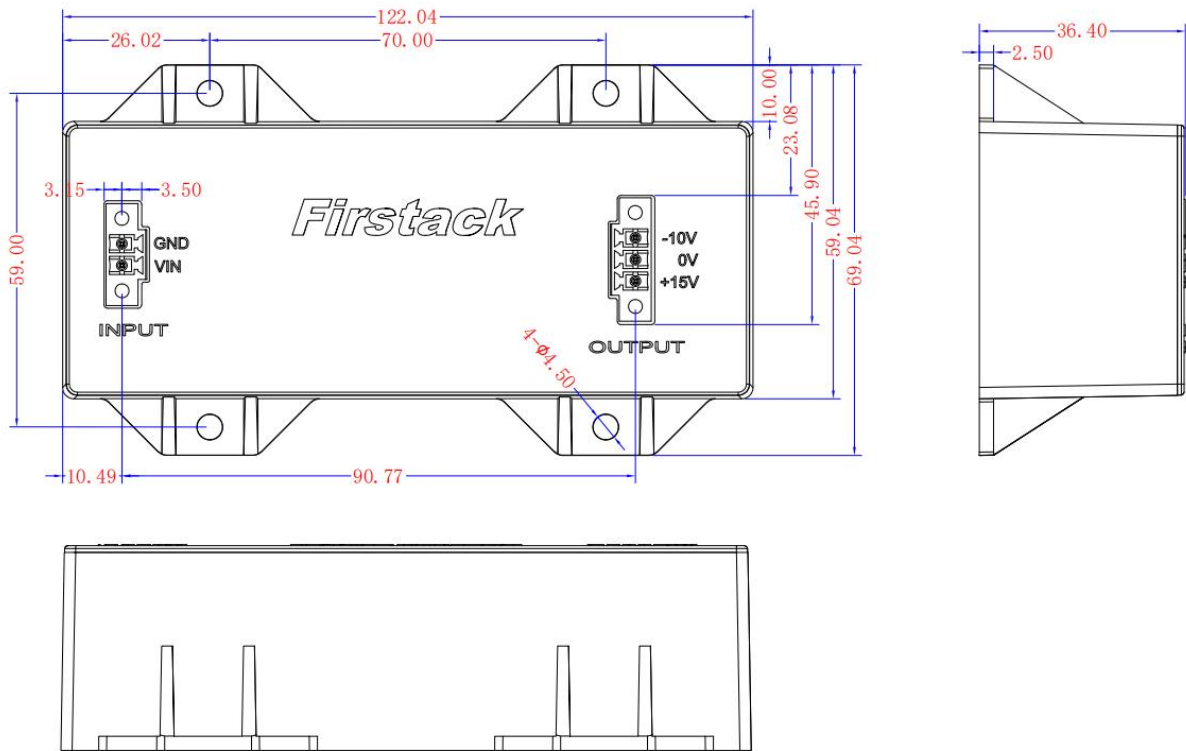 122.04
26.02
70.00
36.40
2.50
10.00
23.08
45.90
59.04
69.04
3.15
3.50
59.00
Firstack
GND
VIN
-10V
0V
+15V
INPUT
OUTPUT
4-ø4.50
10.49
90.77